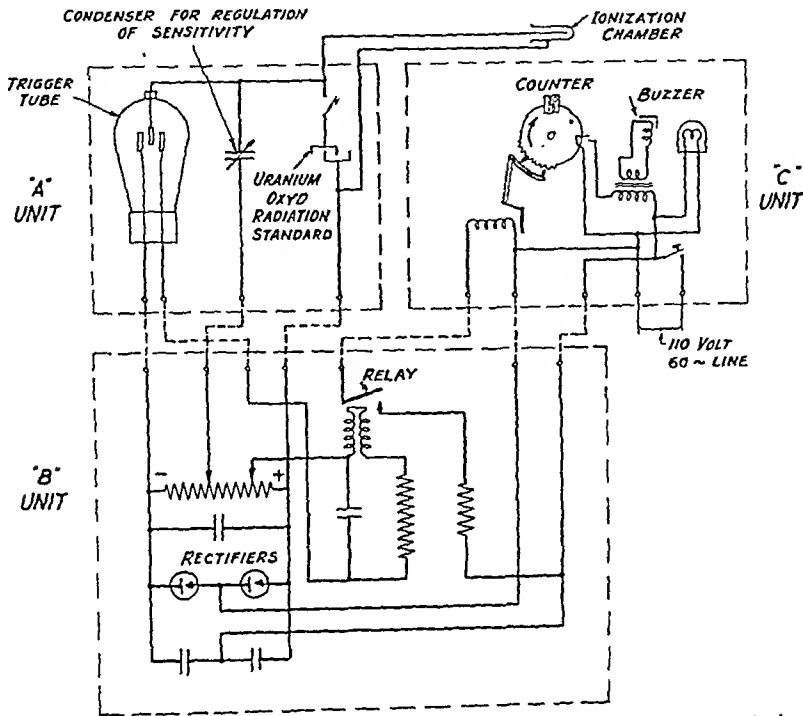 CONDENSER FOR REGULATION
OF SENSITIVITY
IONIZATION
CHAMBER
TRIGGER
TUBE
COUNTER
BUZZER
"A"
UNIT
URANIUM
OXYD
RADIATION
STANDARD
"C"
UNIT
110 VOLT
60 ~ LINE
RELAY
"B"
UNIT
- +
RECTIFIERS